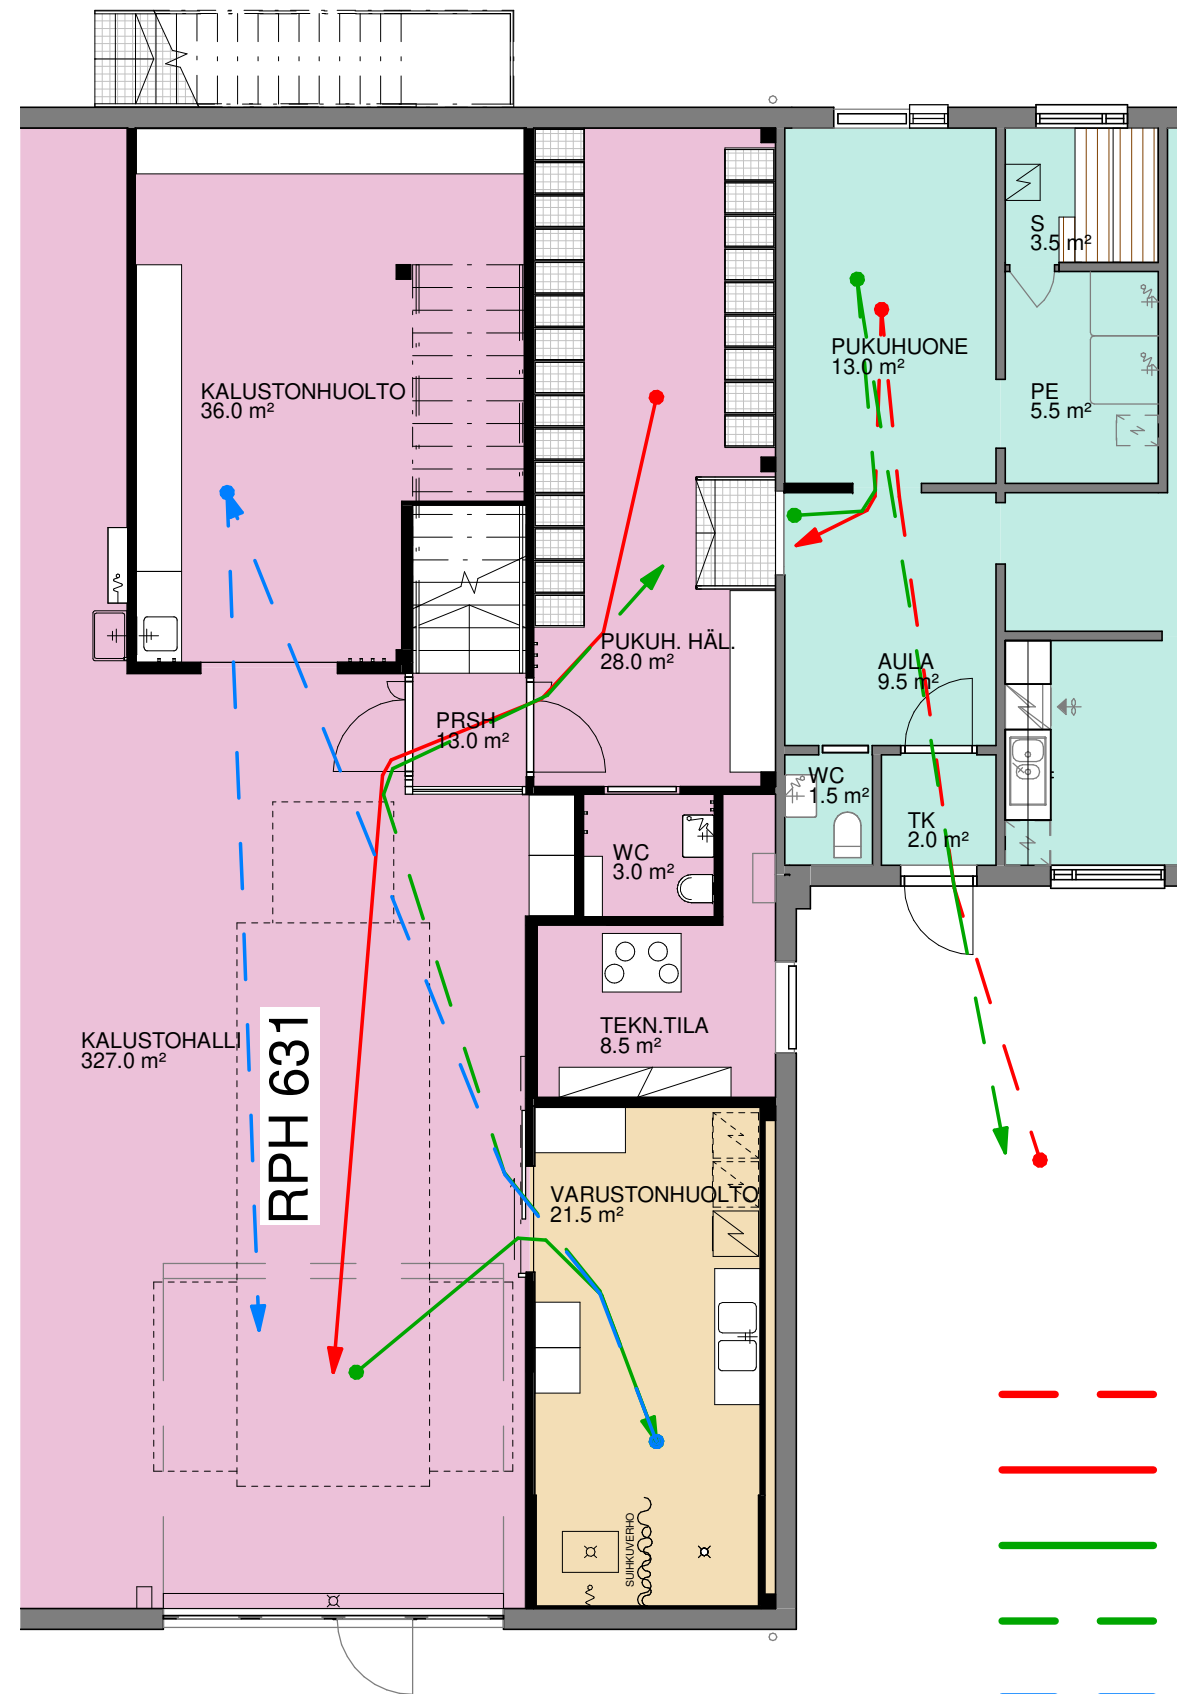 S
3.5 m²
PUKUHUONE
13.0 m²
KALUSTONHUOLTO
36.0 m²
PE
5.5 m²
PUKUH. HÄL.
28.0 m²
AULA
9.5 m²
PRSH
13.0 m²
WC
1.5 m²
TK
2.0 m²
WC
3.0 m²
KALUSTOHALLI
327.0 m²
RPH 631
TEKN.TILA
8.5 m²
VARUSTONHUOLTO
21.5 m²
SUIHKUVERHO